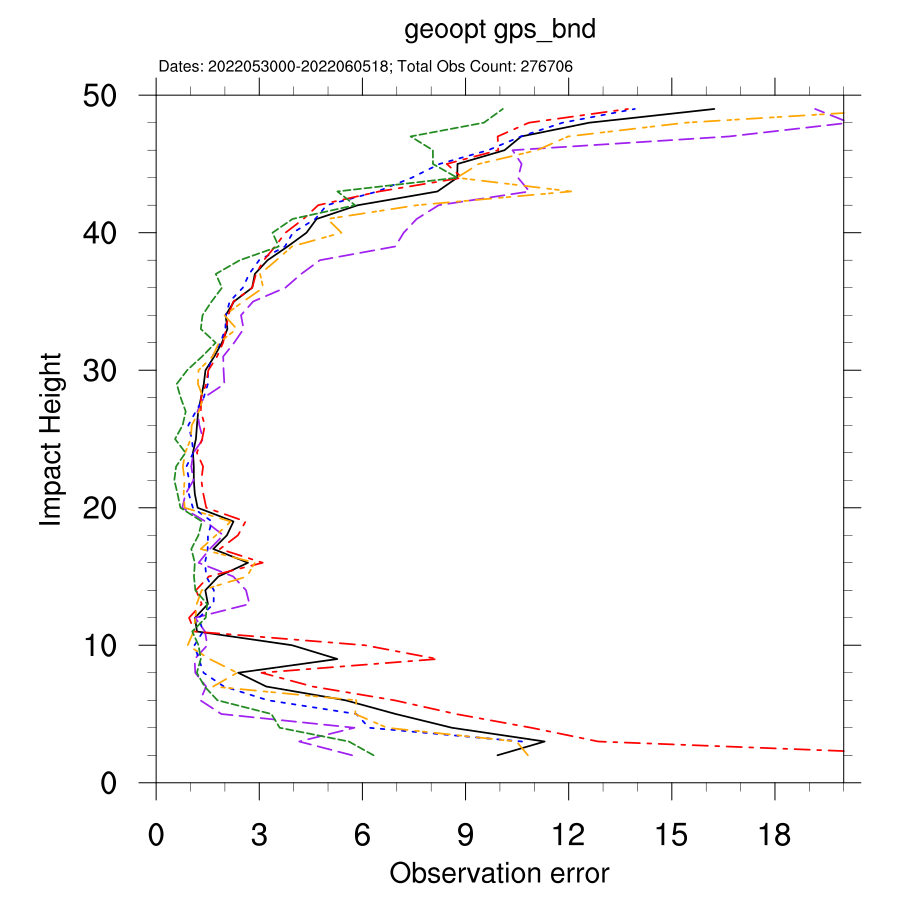 geoopt gps_bnd
Dates: 2022053000-2022060518; Total Obs Count: 276706
50
40
30
20
10
0
Impact Height
0 3 6 9 12 15 18
Observation error